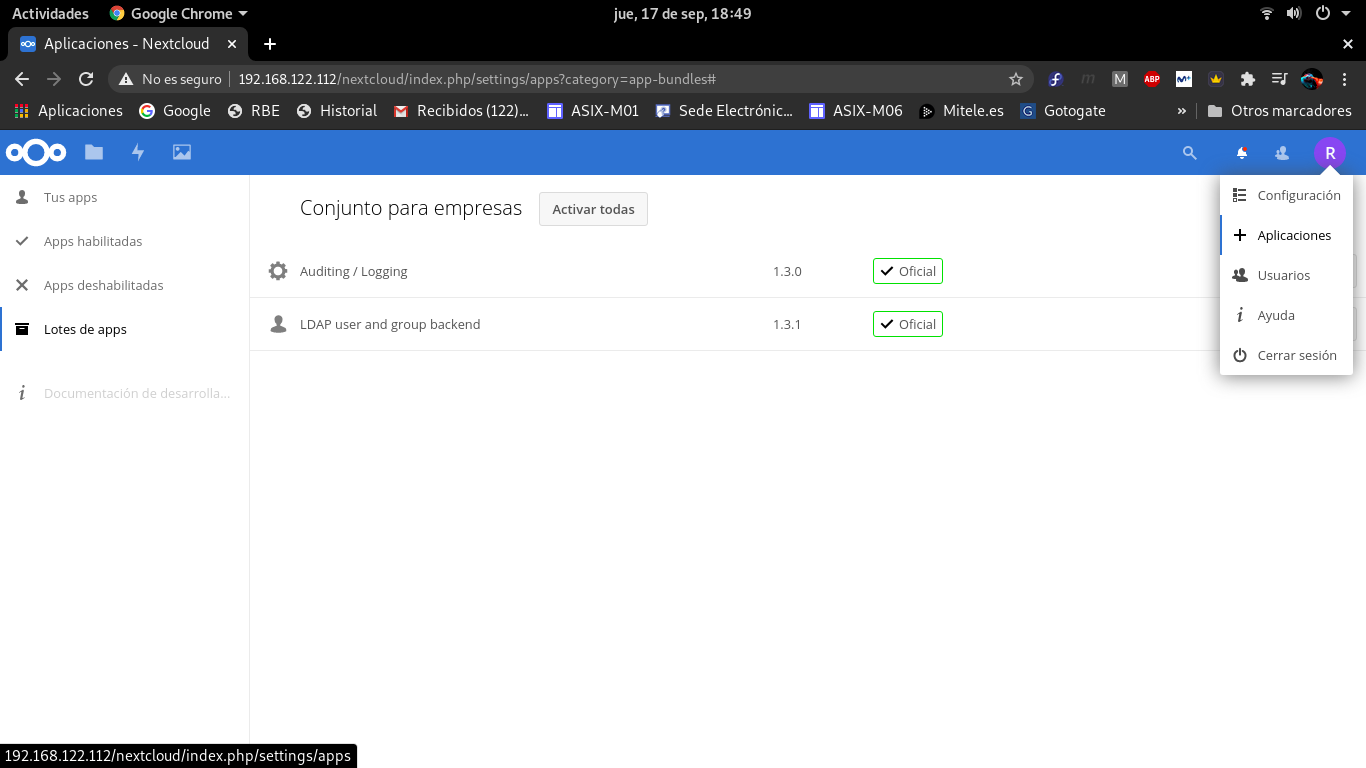 Actividades Google Chrome jue, 17 de sep, 18:49
Aplicaciones - Nextcloud
No es seguro 192.168.122.112/nextcloud/index.php/settings/apps?category=app-bundles#
Aplicaciones Google RBE Historial Recibidos (122)... ASIX-M01 Sede Electrónic... ASIX-M06 Mitele.es Gotogate » Otros marcadores
R
Tus apps
Apps habilitadas
Apps deshabilitadas
Lotes de apps
Documentación de desarrolla...
Conjunto para empresas Activar todas
Auditing / Logging 1.3.0 Oficial
LDAP user and group backend 1.3.1 Oficial
Configuración
Aplicaciones
Usuarios
Ayuda
Cerrar sesión
192.168.122.112/nextcloud/index.php/settings/apps